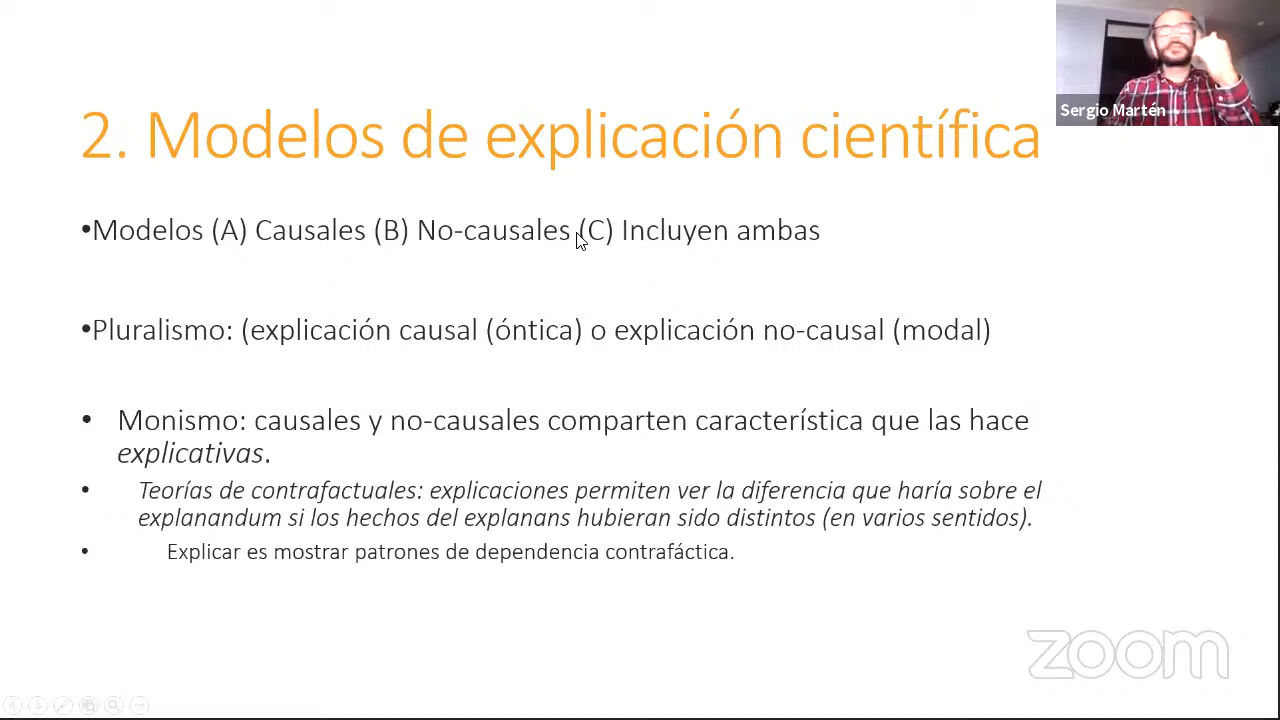 2. Modelos de explicación científica
Sergio Martén
•Modelos (A) Causales (B) No-causales (C) Incluyen ambas
•Pluralismo: (explicación causal (óntica) o explicación no-causal (modal)
• Monismo: causales y no-causales comparten característica que las hace
explicativas.
• Teorías de contrafactuales: explicaciones permiten ver la diferencia que haría sobre el
explanandum si los hechos del explanans hubieran sido distintos (en varios sentidos).
• Explicar es mostrar patrones de dependencia contrafáctica.
zoom